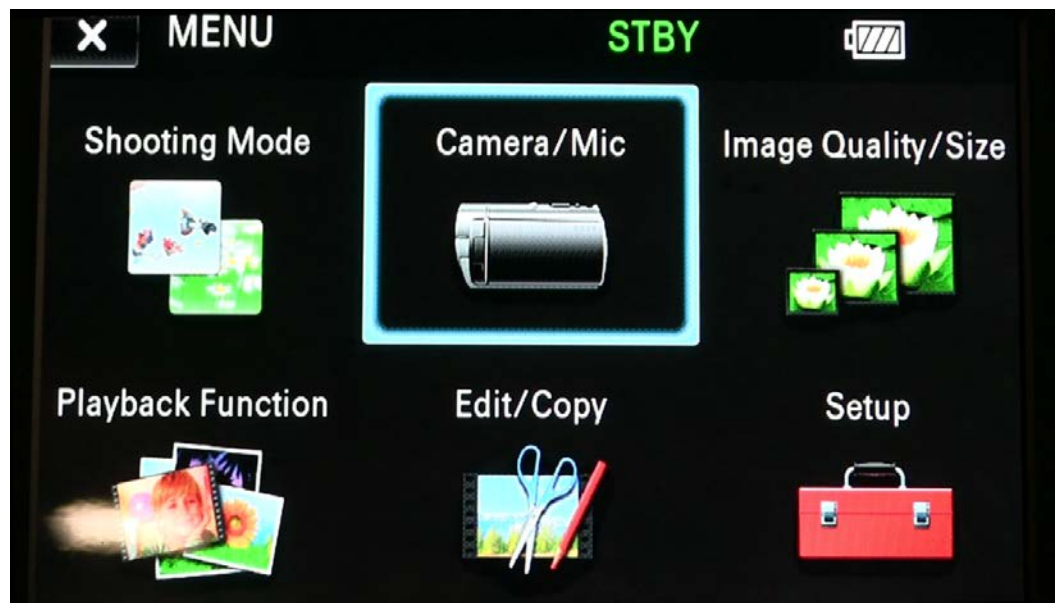 MENU
STBY
Shooting Mode
Camera/Mic
Image Quality/Size
Playback Function
Edit/Copy
Setup